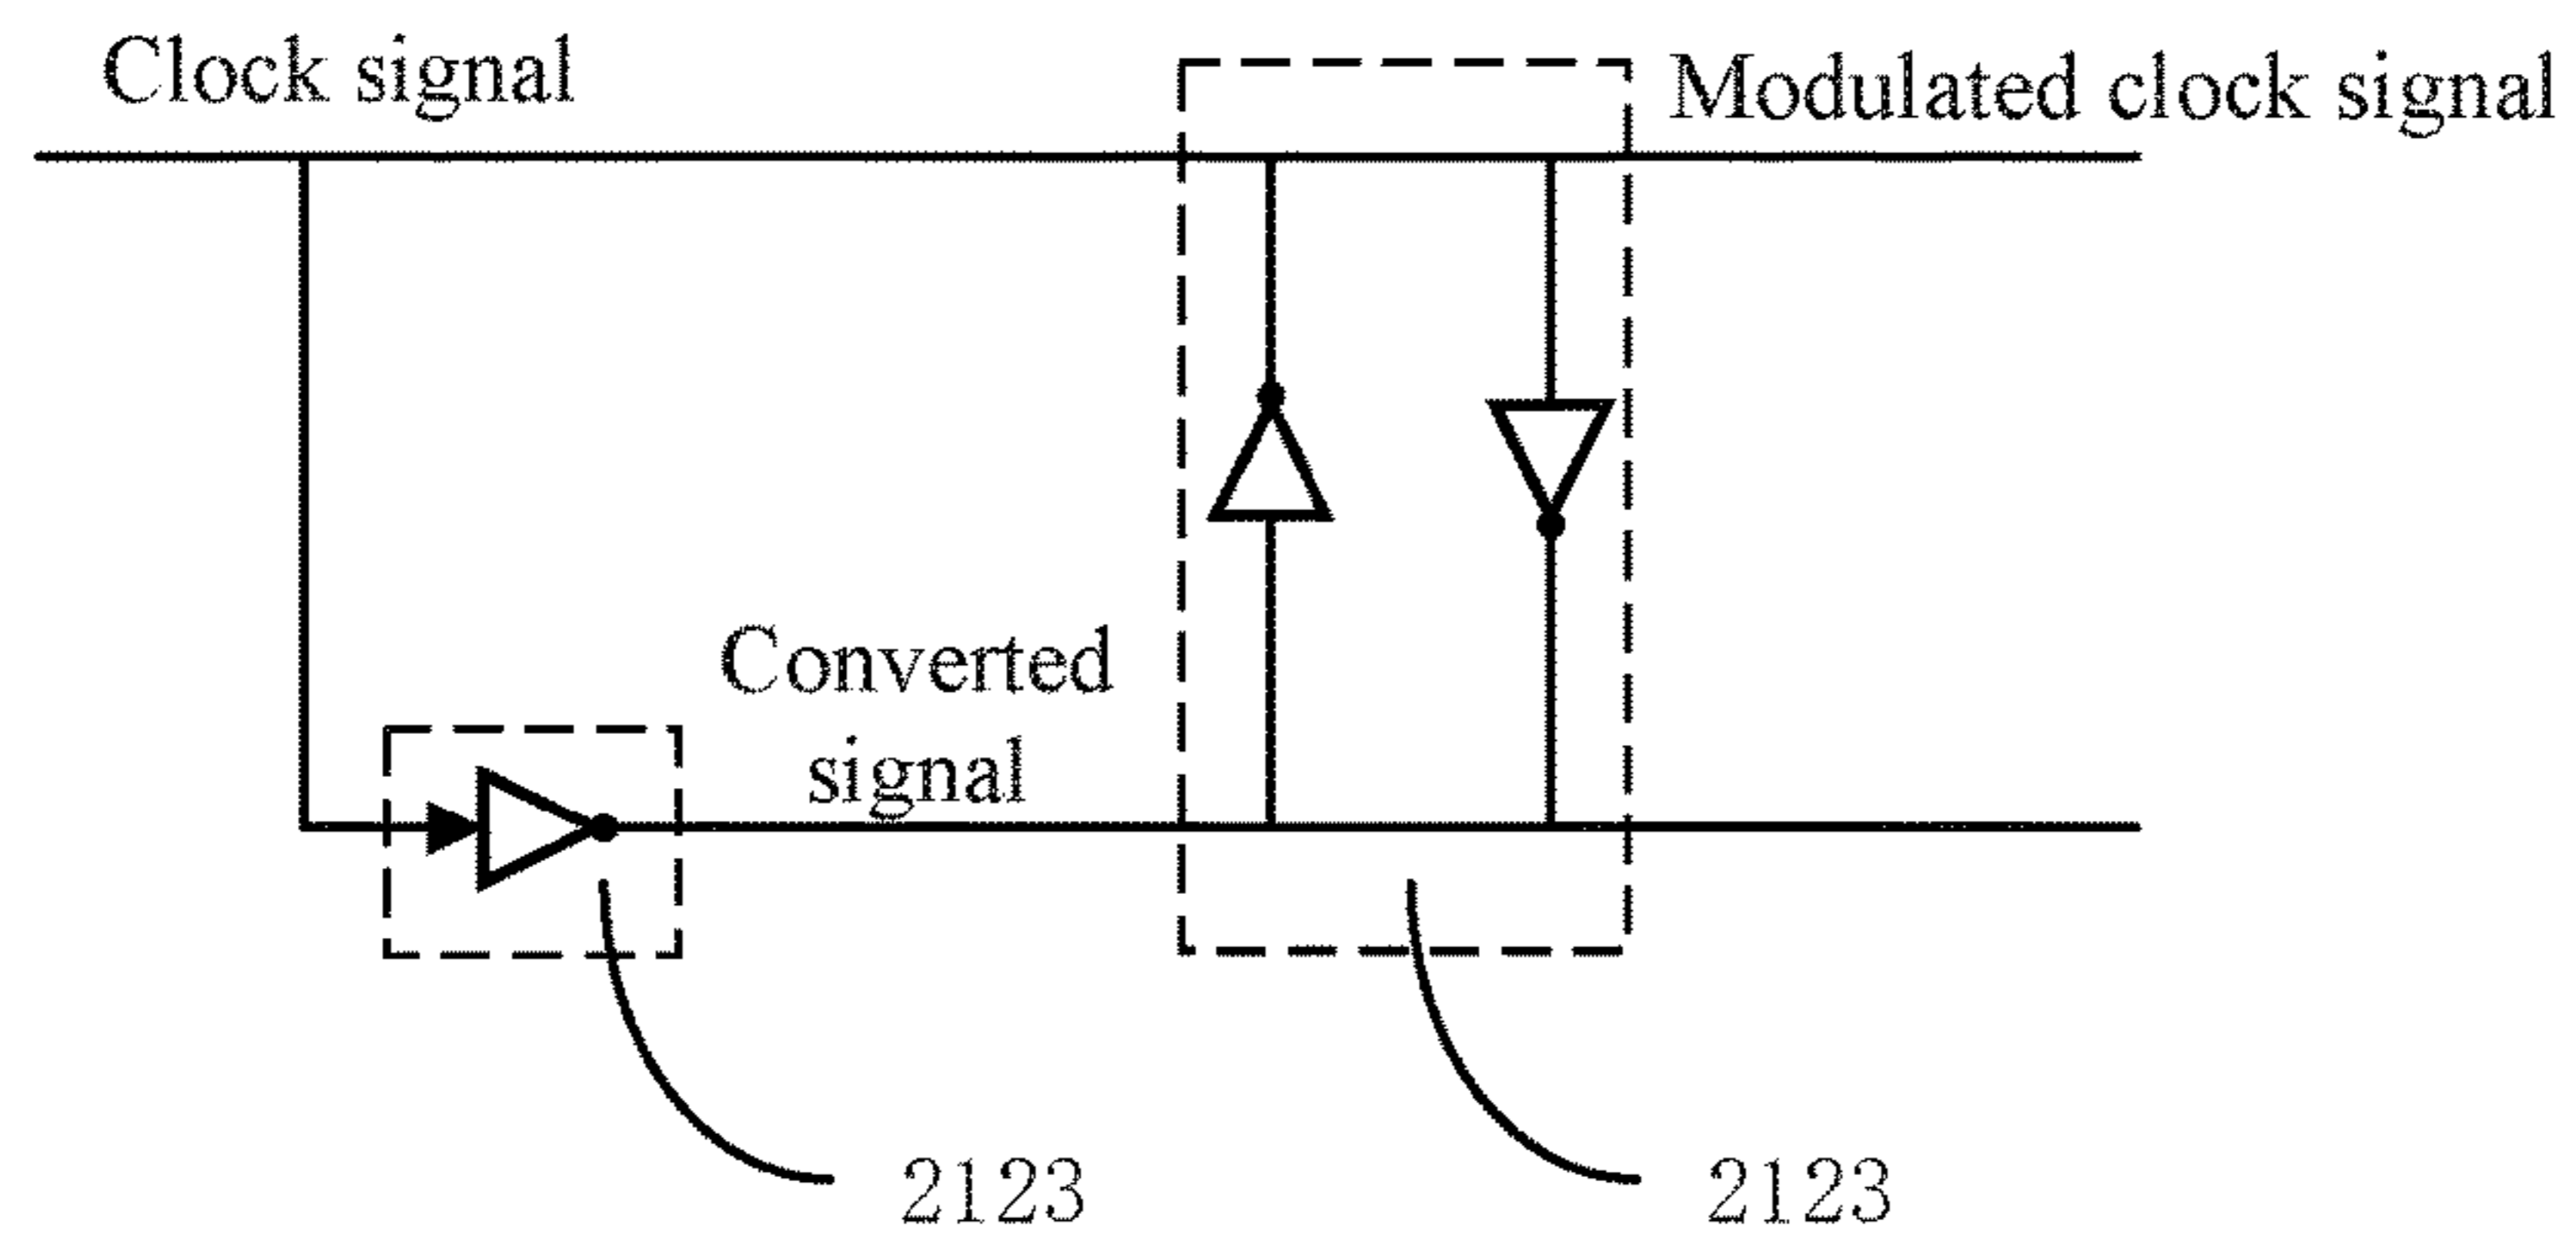 Clock signal
Modulated clock signal
Converted
signal
2123
2123